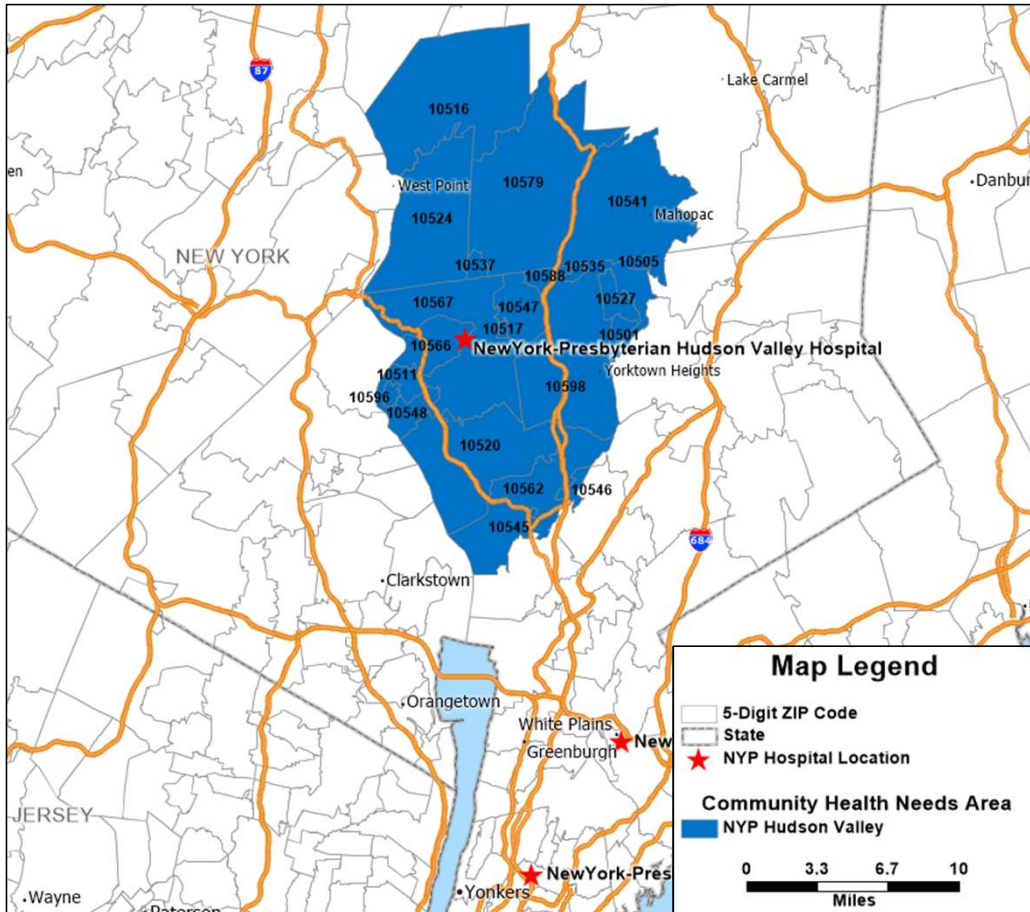 87
10516
Lake Carmel
West Point
10579
Danbur
10541
10524
Mahopac
NEW YORK
10537
10588
10535
10505
10567
10547
10527
10517
10501
10566
NewYork-Presbyterian Hudson Valley Hospital
10511
Yorktown Heights
10596
10598
10548
10520
10562
10546
10545
684
Clarkstown
Orangetown
White Plains
New
Greenburgh
JERSEY
NewYork-Pres
Yonkers
Wayne
Paterson
Map Legend
5-Digit ZIP Code
State
NYP Hospital Location
Community Health Needs Area
NYP Hudson Valley
0 3.3 6.7 10
Miles